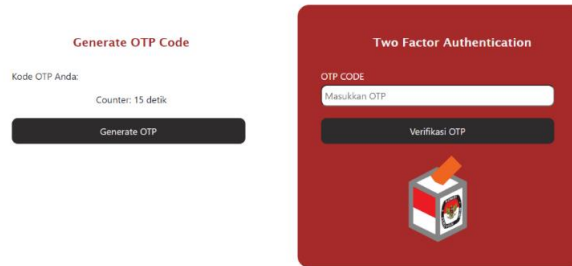 Generate OTP Code
Kode OTP Anda:
Counter: 15 detik
Generate OTP
Two Factor Authentication
OTP CODE
Masukkan OTP
Verifikasi OTP